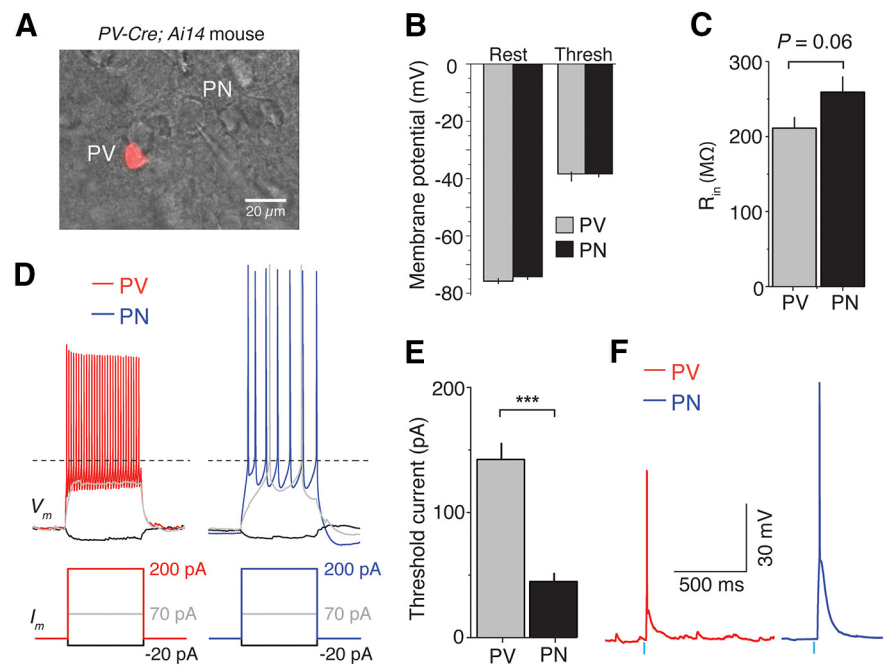 A
PV-Cre; Ai14 mouse
PN
PV
20 µm
B
Rest Thresh
Membrane potential (mV)
0
-20
-40
-60
-80
PV
PN
C
P = 0.06
R_in (MΩ)
300
200
100
0
PV PN
D
PV
PN
V_m
I_m
200 pA
70 pA
-20 pA
200 pA
70 pA
-20 pA
E
Threshold current (pA)
200
100
0
***
PV PN
F
PV
PN
30 mV
500 ms